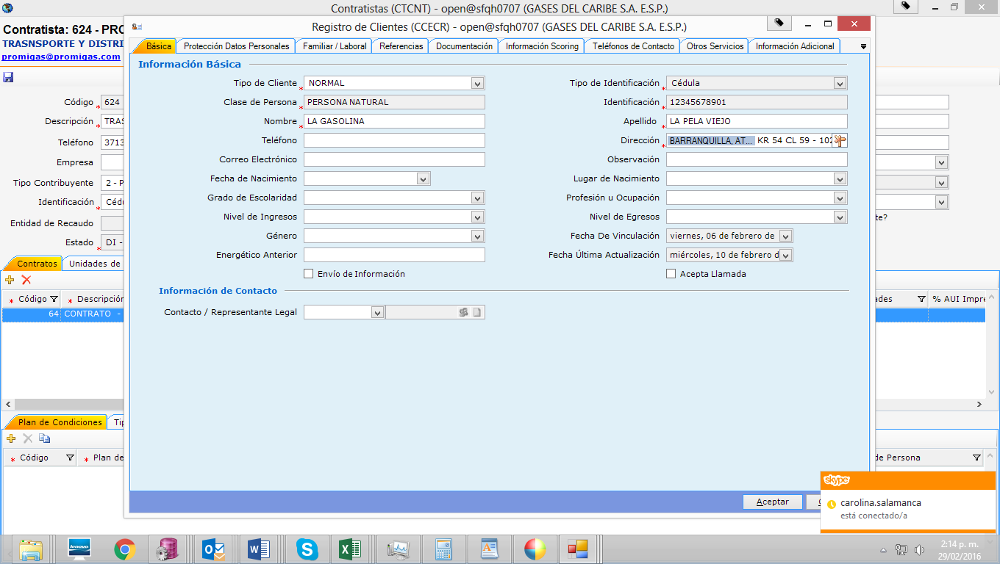 Contratistas (CTCNT) - open@sfqh0707 (GASES DEL CARIBE S.A. E.S.P.)
Contratista: 624 - PRO
TRASNSPORTE Y DISTRI
promigas@promigas.com
Registro de Clientes (CCECR) - open@sfqh0707 (GASES DEL CARIBE S.A. E.S.P.)
Básica Protección Datos Personales Familiar / Laboral Referencias Documentación Información Scoring Teléfonos de Contacto Otros Servicios Información Adicional
Información Básica
Tipo de Cliente * NORMAL Tipo de Identificación * Cédula
Clase de Persona * PERSONA NATURAL Identificación * 12345678901
Nombre * LA GASOLINA Apellido * LA PELA VIEJO
Teléfono Dirección * BARRANQUILLA, AT... KR 54 CL 59 - 102
Correo Electrónico Observación
Fecha de Nacimiento Lugar de Nacimiento
Grado de Escolaridad Profesión u Ocupación
Nivel de Ingresos Nivel de Egresos
Género Fecha De Vinculación viernes, 06 de febrero de
Energético Anterior Fecha Última Actualización miércoles, 10 de febrero d
Envío de Información Acepta Llamada
Información de Contacto
Contacto / Representante Legal
Aceptar
Código * 624
Descripción * TRAS
Teléfono 3713
Empresa
Tipo Contribuyente 2 - P
Identificación * Cédu
Entidad de Recaudo te?
Estado * DI -
Contratos Unidades de
* Código * Descripción ades % AUI Impre
64 CONTRATO -
Plan de Condiciones Tip
* Código * Plan de de Persona
skype
carolina.salamanca
está conectado/a
lenovo
2:14 p. m.
29/02/2016